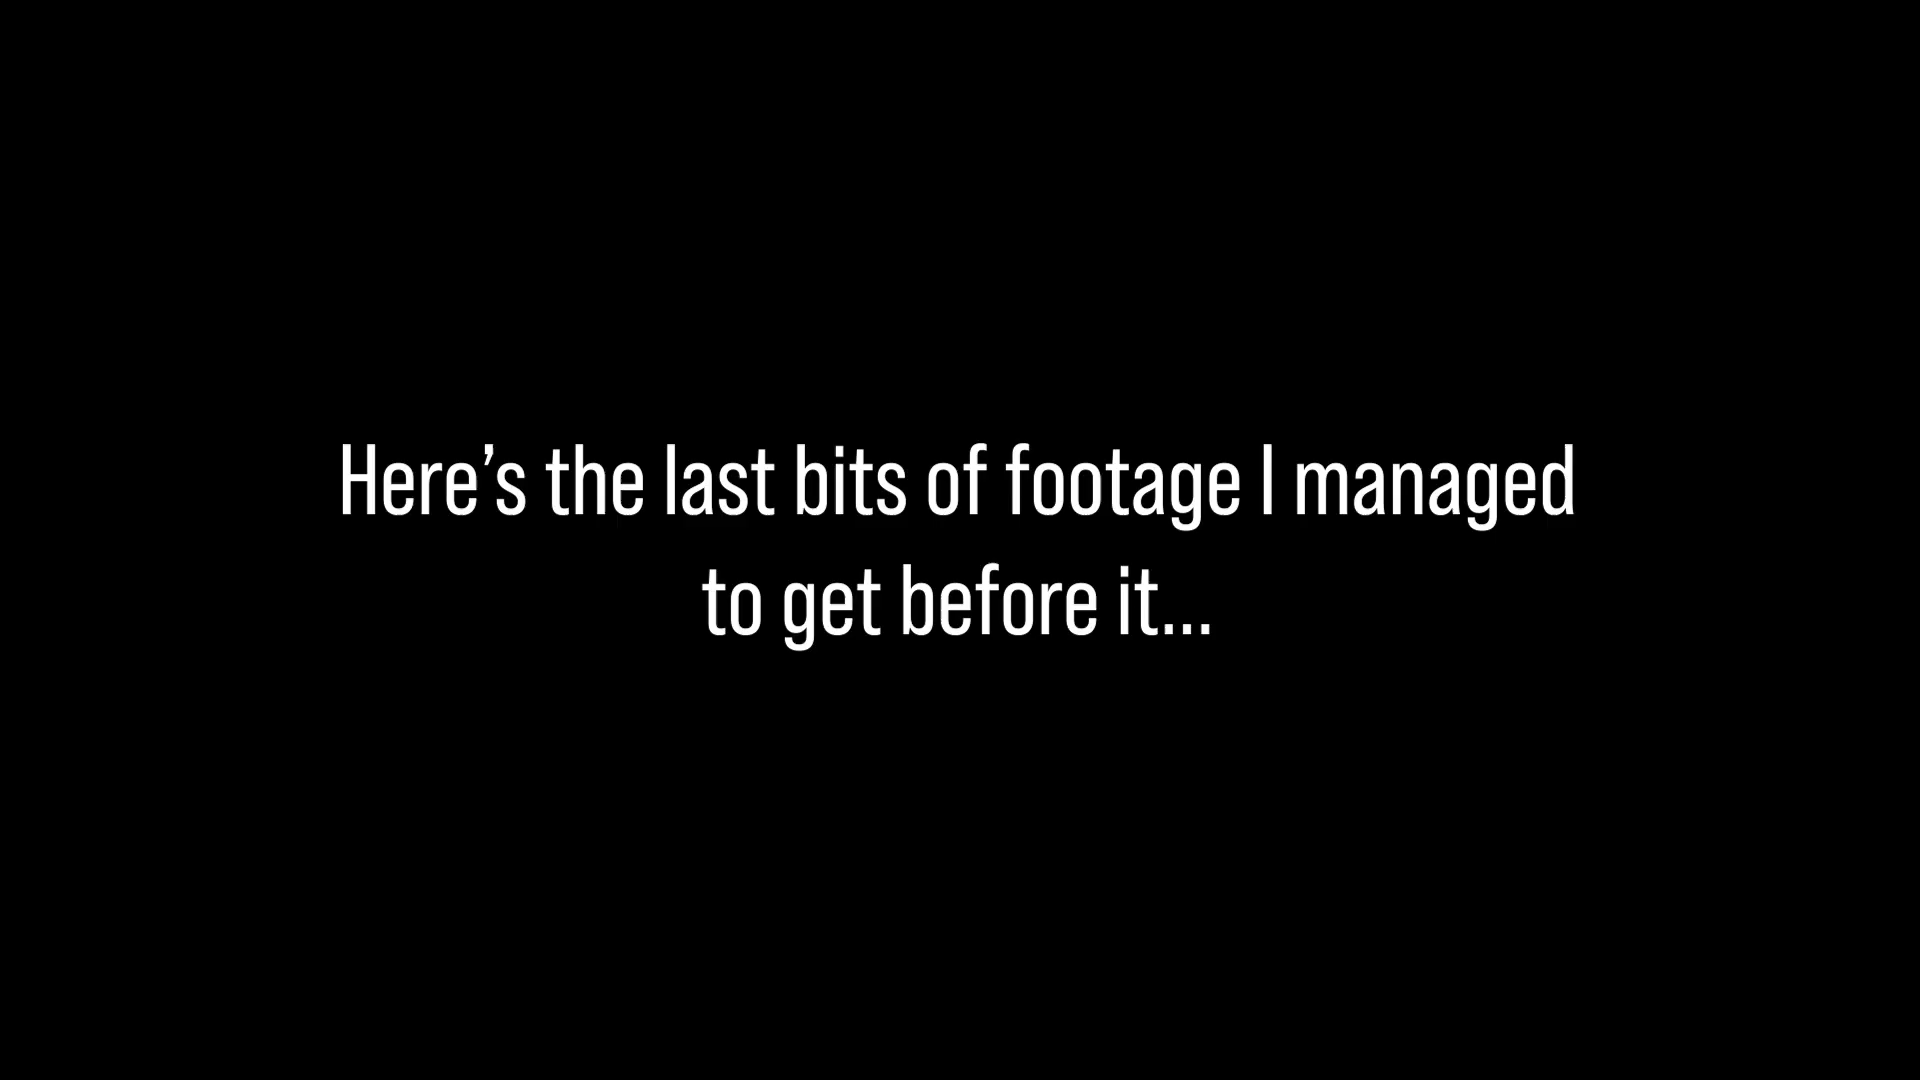 Here’s the last bits of footage I managed
to get before it...